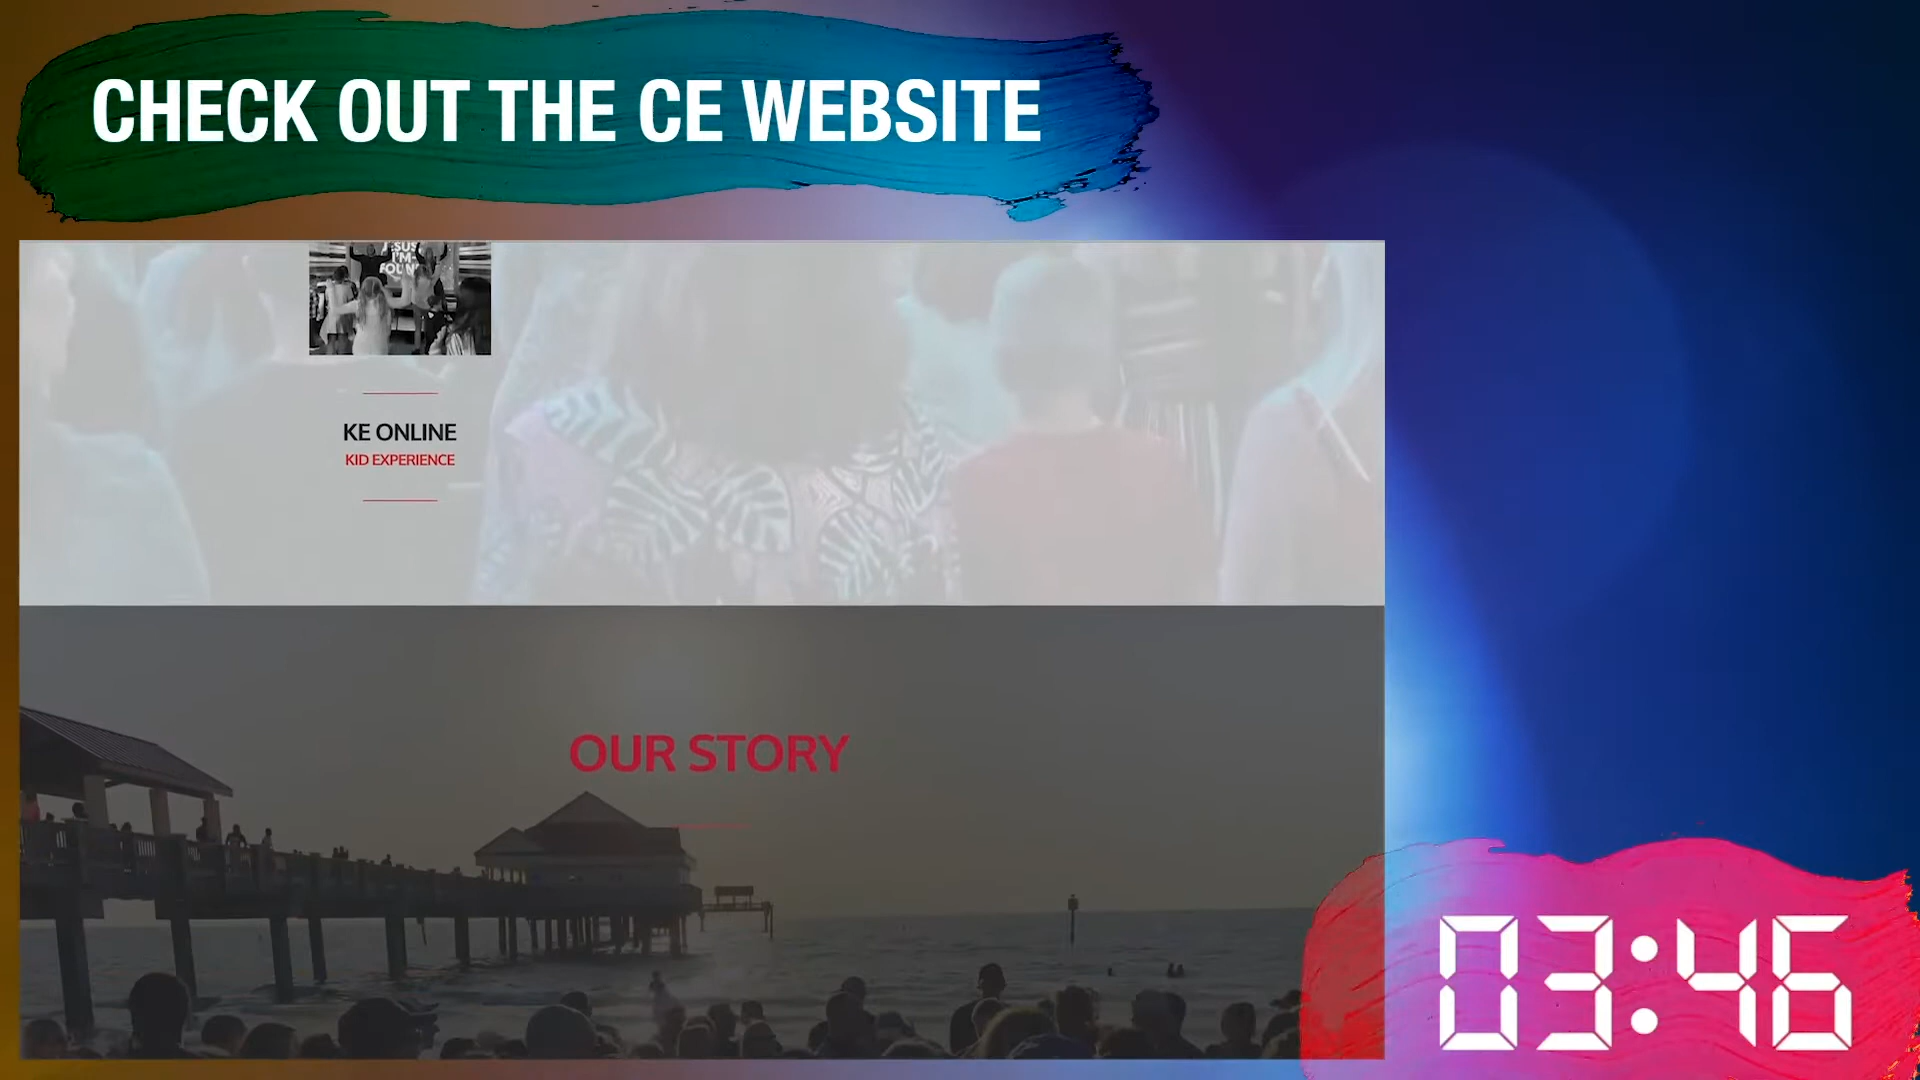 CHECK OUT THE CE WEBSITE
I'M
KE ONLINE
KID EXPERIENCE
OUR STORY
03:46